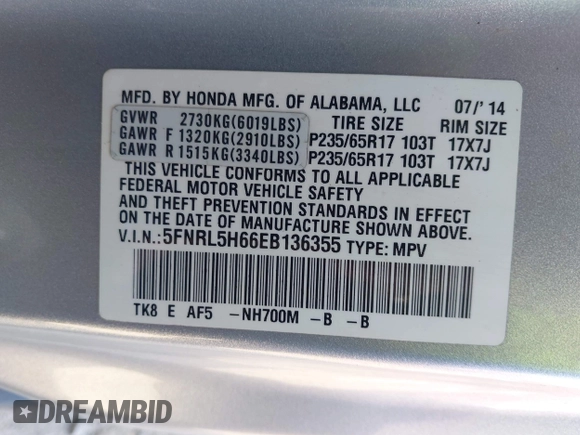 MFD. BY HONDA MFG. OF ALABAMA, LLC 07/'14
GVWR 2730KG(6019LBS) TIRE SIZE RIM SIZE
GAWR F 1320KG(2910LBS) P235/65R17 103T 17X7J
GAWR R 1515KG(3340LBS) P235/65R17 103T 17X7J
THIS VEHICLE CONFORMS TO ALL APPLICABLE
FEDERAL MOTOR VEHICLE SAFETY
AND THEFT PREVENTION STANDARDS IN EFFECT
ON THE DATE OF MANUFACTURE SHOWN ABOVE.
V.I.N.:5FNRL5H66EB136355 TYPE: MPV
TK8 E AF5 -NH700M -B -B
DREAMBID